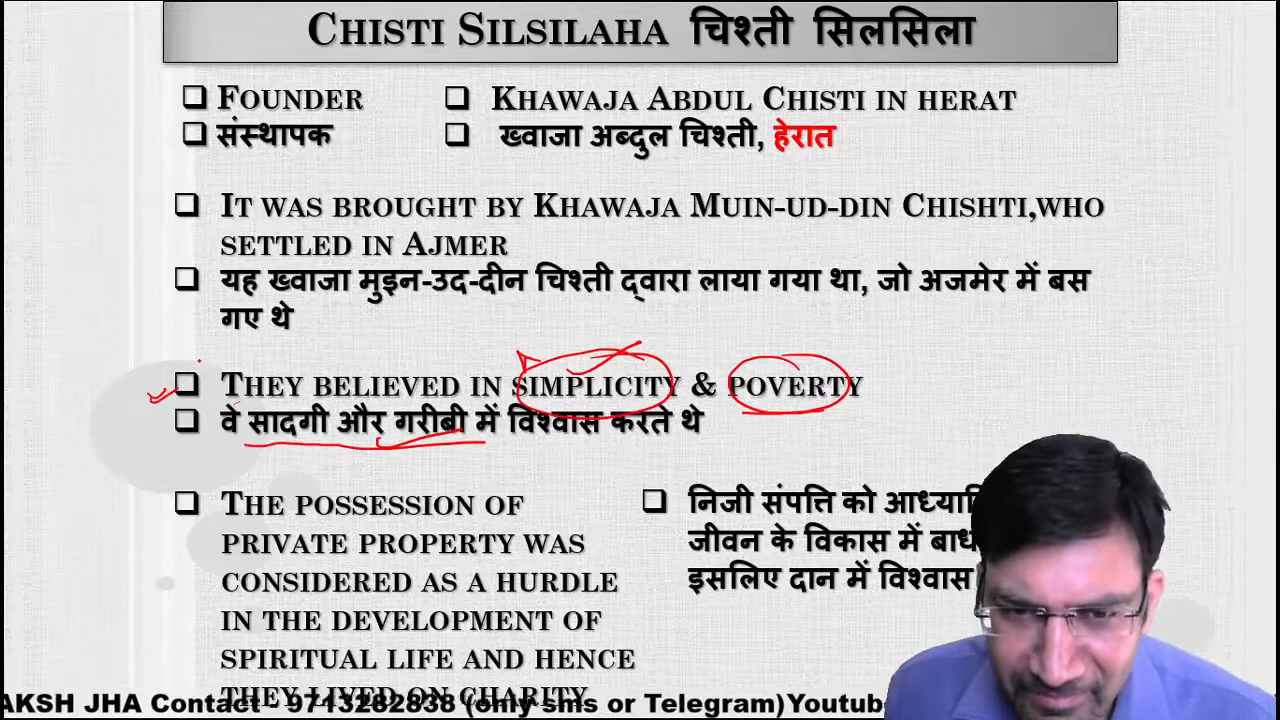 CHISTI SILSILAHA चिश्ती सिलसिला
FOUNDER
KHAWAJA ABDUL CHISTI IN HERAT
संस्थापक
ख्वाजा अब्दुल चिश्ती, हेरात
IT WAS BROUGHT BY KHAWAJA MUIN-UD-DIN CHISHTI,WHO
SETTLED IN AJMER
यह ख्वाजा मुइन-उद-दीन चिश्ती द्वारा लाया गया था, जो अजमेर में बस
गए थे
THEY BELIEVED IN SIMPLICITY & POVERTY
वे सादगी और गरीबी में विश्वास करते थे
THE POSSESSION OF
PRIVATE PROPERTY WAS
CONSIDERED AS A HURDLE
IN THE DEVELOPMENT OF
SPIRITUAL LIFE AND HENCE
THEY LIVED ON CHARITY
निजी संपत्ति को
जीवन के विकास में
इसलिए दान में विश्वास
AKSH JHA Contact - 9713282838 (only sms or Telegram)Youtub